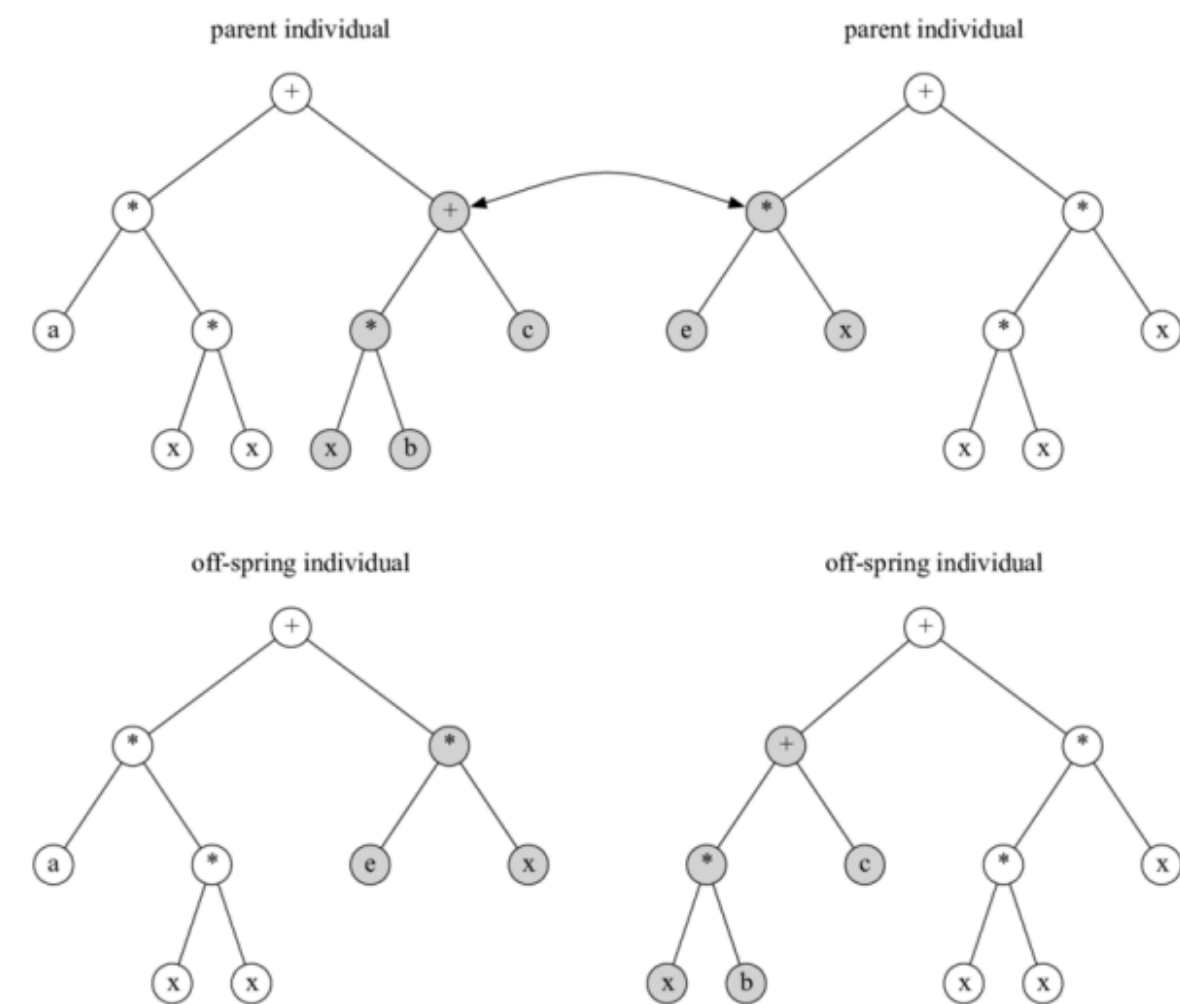 parent individual parent individual
+ +
* + * *
a * * c e x * x
x x x b x x
off-spring individual off-spring individual
+ +
* * + *
a * e x * c * x
x x x b x x